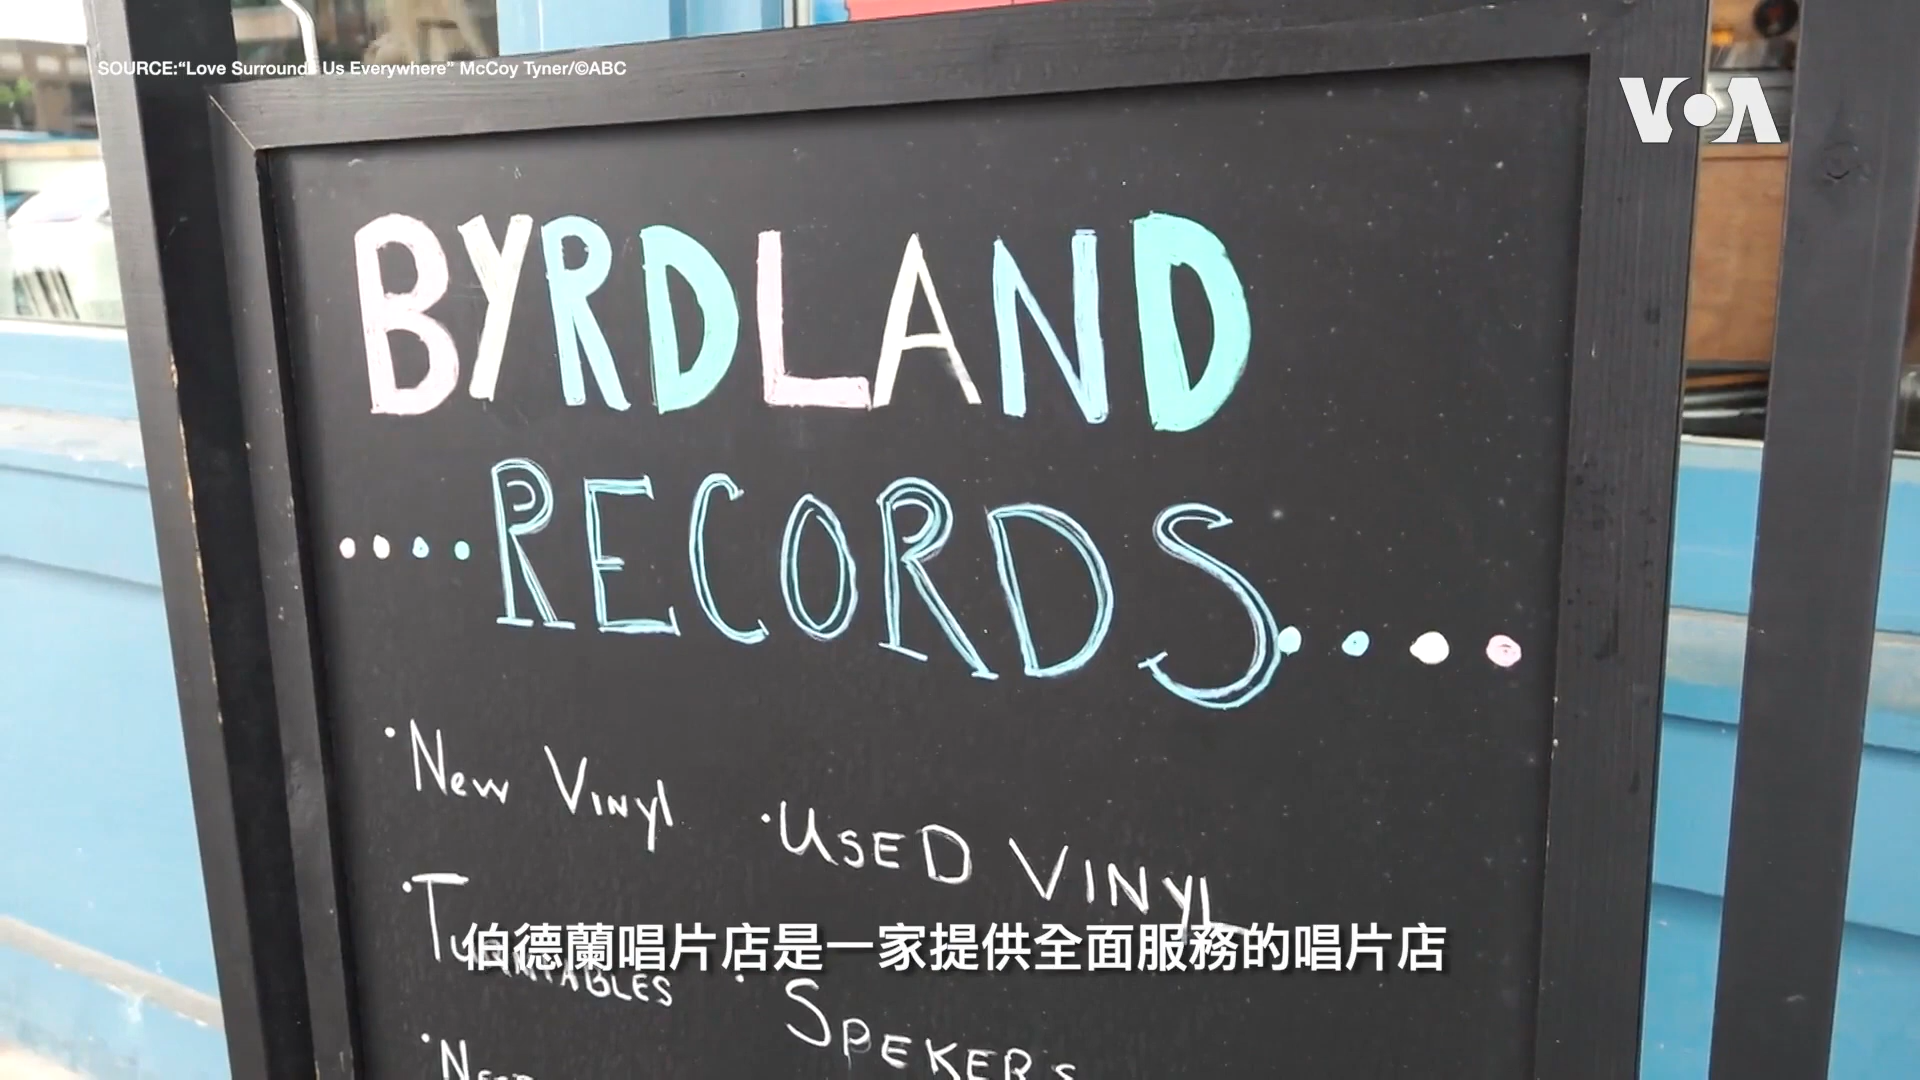 SOURCE:“Love Surrounds Us Everywhere” McCoy Tyner/©ABC
VOA
BYRDLAND
RECORDS
New Vinyl
USED VINYL
TURNTABLES
SPEKERS
伯德蘭唱片店是一家提供全面服務的唱片店